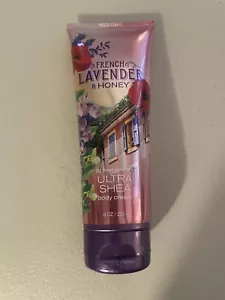 FRENCH
LAVENDER
& HONEY
ULTRA
SHEA
body cream